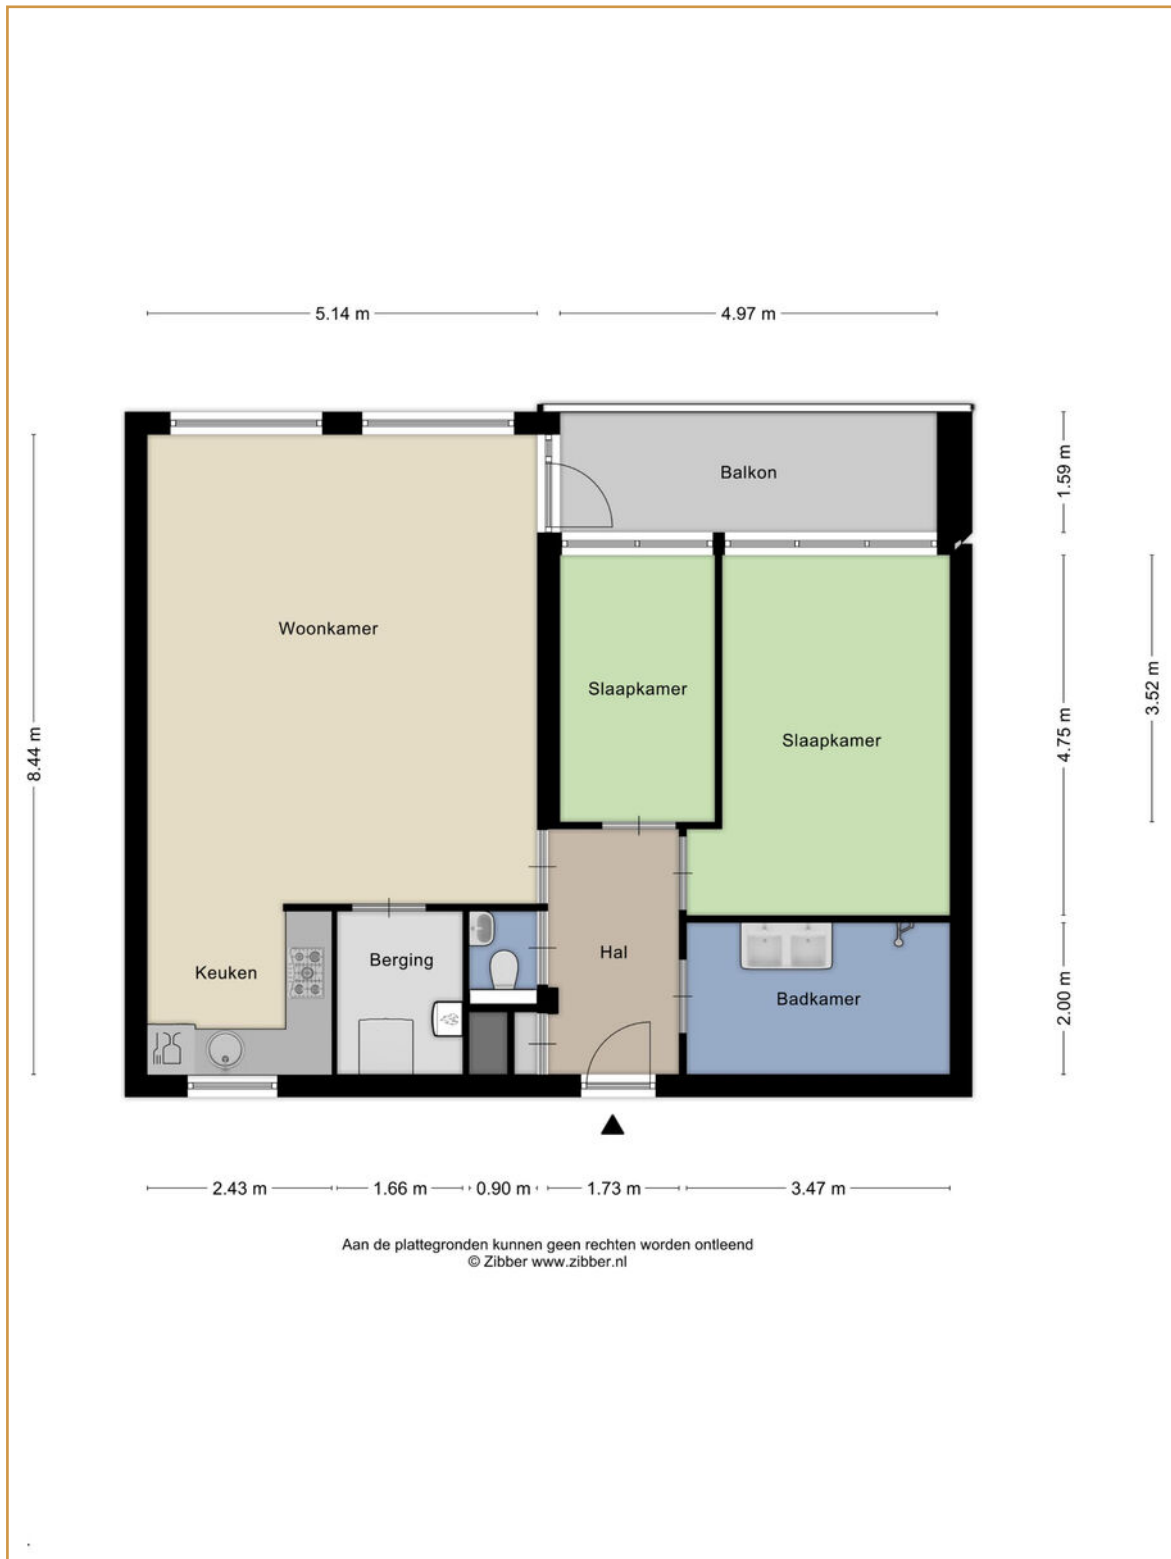 5.14 m
4.97 m
Balkon
1.59 m
Woonkamer
Slaapkamer
Slaapkamer
8.44 m
4.75 m
3.52 m
Keuken
Berging
Hal
Badkamer
2.00 m
2.43 m
1.66 m
0.90 m
1.73 m
3.47 m
Aan de plattegronden kunnen geen rechten worden ontleend
© Zibber www.zibber.nl